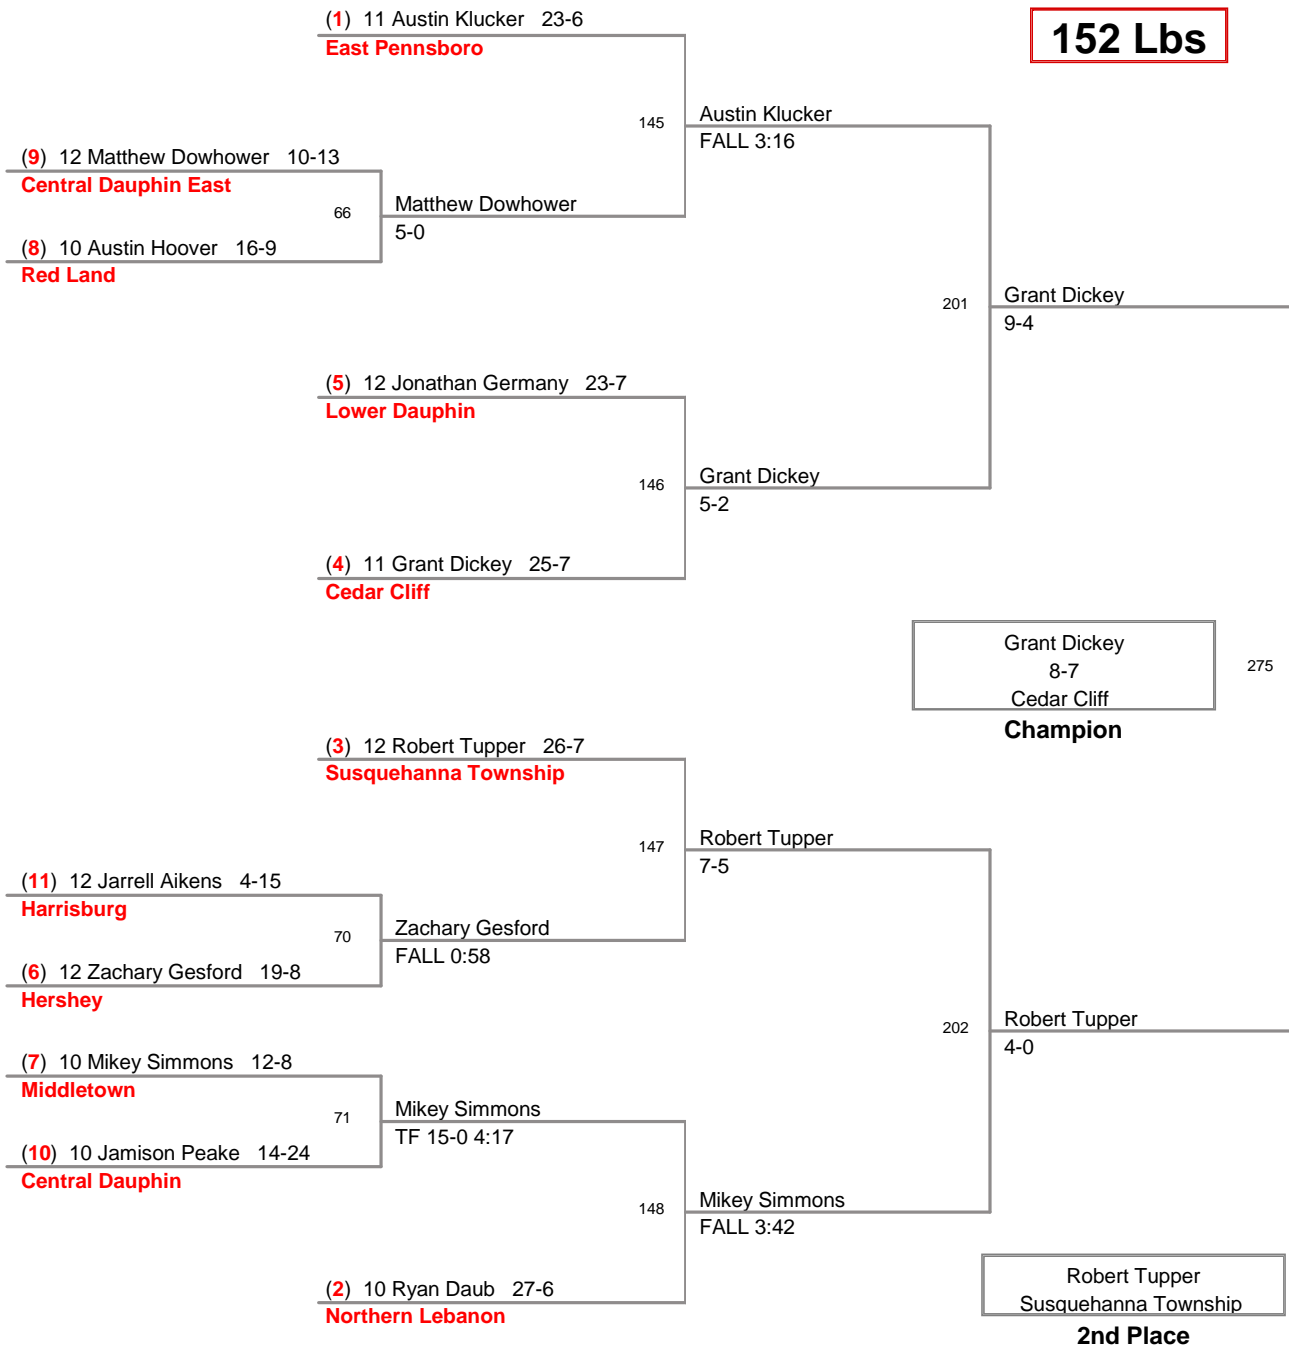 (1) 11 Austin Klucker 23-6
East Pennsboro
152 Lbs
145
Austin Klucker
FALL 3:16
(9) 12 Matthew Dowhower 10-13
Central Dauphin East
66
Matthew Dowhower
5-0
(8) 10 Austin Hoover 16-9
Red Land
201
Grant Dickey
9-4
(5) 12 Jonathan Germany 23-7
Lower Dauphin
146
Grant Dickey
5-2
(4) 11 Grant Dickey 25-7
Cedar Cliff
Grant Dickey
8-7
Cedar Cliff
275
Champion
(3) 12 Robert Tupper 26-7
Susquehanna Township
147
Robert Tupper
7-5
(11) 12 Jarrell Aikens 4-15
Harrisburg
70
Zachary Gesford
FALL 0:58
(6) 12 Zachary Gesford 19-8
Hershey
202
Robert Tupper
4-0
(7) 10 Mikey Simmons 12-8
Middletown
71
Mikey Simmons
TF 15-0 4:17
(10) 10 Jamison Peake 14-24
Central Dauphin
148
Mikey Simmons
FALL 3:42
(2) 10 Ryan Daub 27-6
Northern Lebanon
Robert Tupper
Susquehanna Township
2nd Place